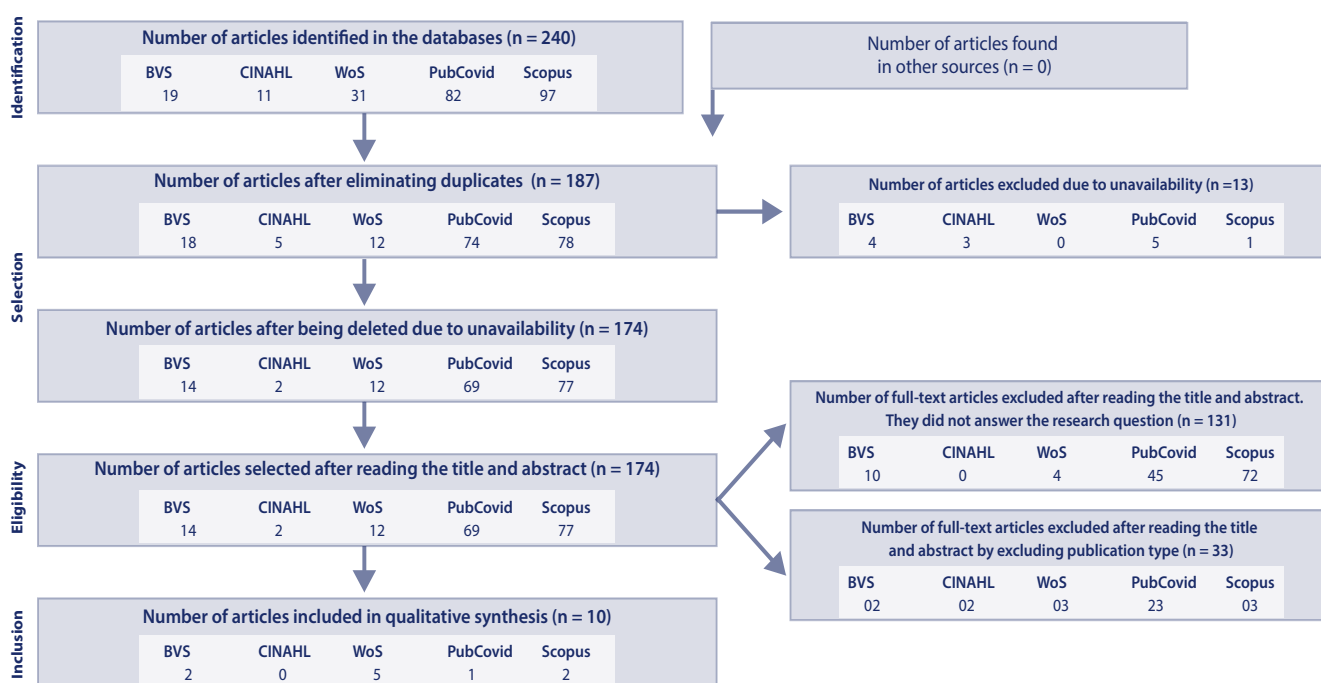 Identification
Number of articles identified in the databases (n = 240)
BVS CINAHL WoS PubCovid Scopus
19 11 31 82 97
Number of articles found
in other sources (n = 0)
Selection
Number of articles after eliminating duplicates (n = 187)
BVS CINAHL WoS PubCovid Scopus
18 5 12 74 78
Number of articles excluded due to unavailability (n =13)
BVS CINAHL WoS PubCovid Scopus
4 3 0 5 1
Number of articles after being deleted due to unavailability (n = 174)
BVS CINAHL WoS PubCovid Scopus
14 2 12 69 77
Eligibility
Number of articles selected after reading the title and abstract (n = 174)
BVS CINAHL WoS PubCovid Scopus
14 2 12 69 77
Number of full-text articles excluded after reading the title and abstract.
They did not answer the research question (n = 131)
BVS CINAHL WoS PubCovid Scopus
10 0 4 45 72
Number of full-text articles excluded after reading the title
and abstract by excluding publication type (n = 33)
BVS CINAHL WoS PubCovid Scopus
02 02 03 23 03
Inclusion
Number of articles included in qualitative synthesis (n = 10)
BVS CINAHL WoS PubCovid Scopus
2 0 5 1 2